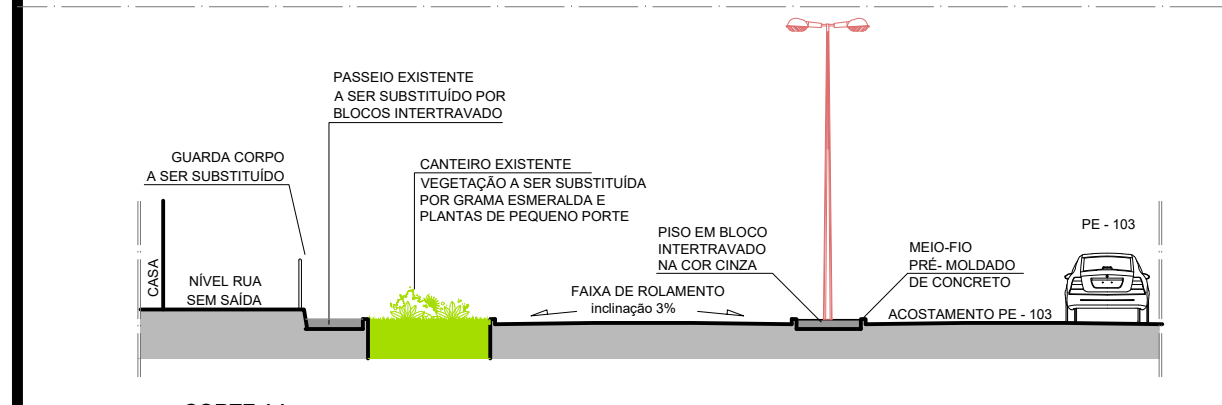 PASSEIO EXISTENTE
A SER SUBSTITUÍDO POR
BLOCOS INTERTRAVADO
GUARDA CORPO
A SER SUBSTITUÍDO
CANTEIRO EXISTENTE
VEGETAÇÃO A SER SUBSTITUÍDA
POR GRAMA ESMERALDA E
PLANTAS DE PEQUENO PORTE
PISO EM BLOCO
INTERTRAVADO
NA COR CINZA
MEIO-FIO
PRÉ- MOLDADO
DE CONCRETO
PE - 103
CASA
NÍVEL RUA
SEM SAÍDA
FAIXA DE ROLAMENTO
inclinação 3%
ACOSTAMENTO PE - 103